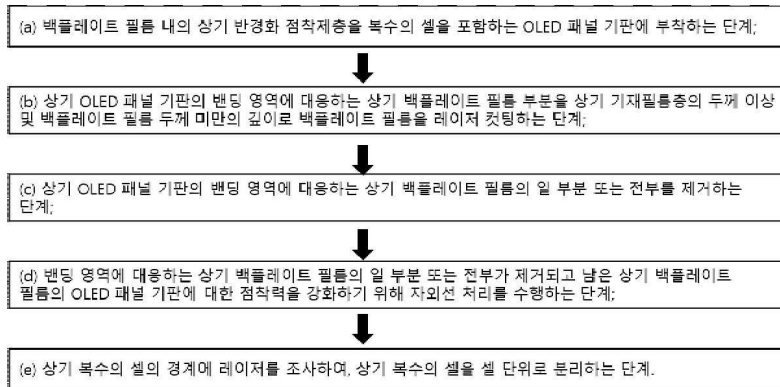 (a) 백플레이트 필름 내의 상기 반경화 점착제층을 복수의 셀을 포함하는 OLED 패널 기판에 부착하는 단계;
(b) 상기 OLED 패널 기판의 밴딩 영역에 대응하는 상기 백플레이트 필름 부분을 상기 기재필름층의 두께 이상
및 백플레이트 필름 두께 미만의 깊이로 백플레이트 필름을 레이저 컷팅하는 단계;
(c) 상기 OLED 패널 기판의 밴딩 영역에 대응하는 상기 백플레이트 필름의 일 부분 또는 전부를 제거하는
단계;
(d) 밴딩 영역에 대응하는 상기 백플레이트 필름의 일 부분 또는 전부가 제거되고 남은 상기 백플레이트
필름의 OLED 패널 기판에 대한 점착력을 강화하기 위해 자외선 처리를 수행하는 단계;
(e) 상기 복수의 셀의 경계에 레이저를 조사하여, 상기 복수의 셀을 셀 단위로 분리하는 단계.